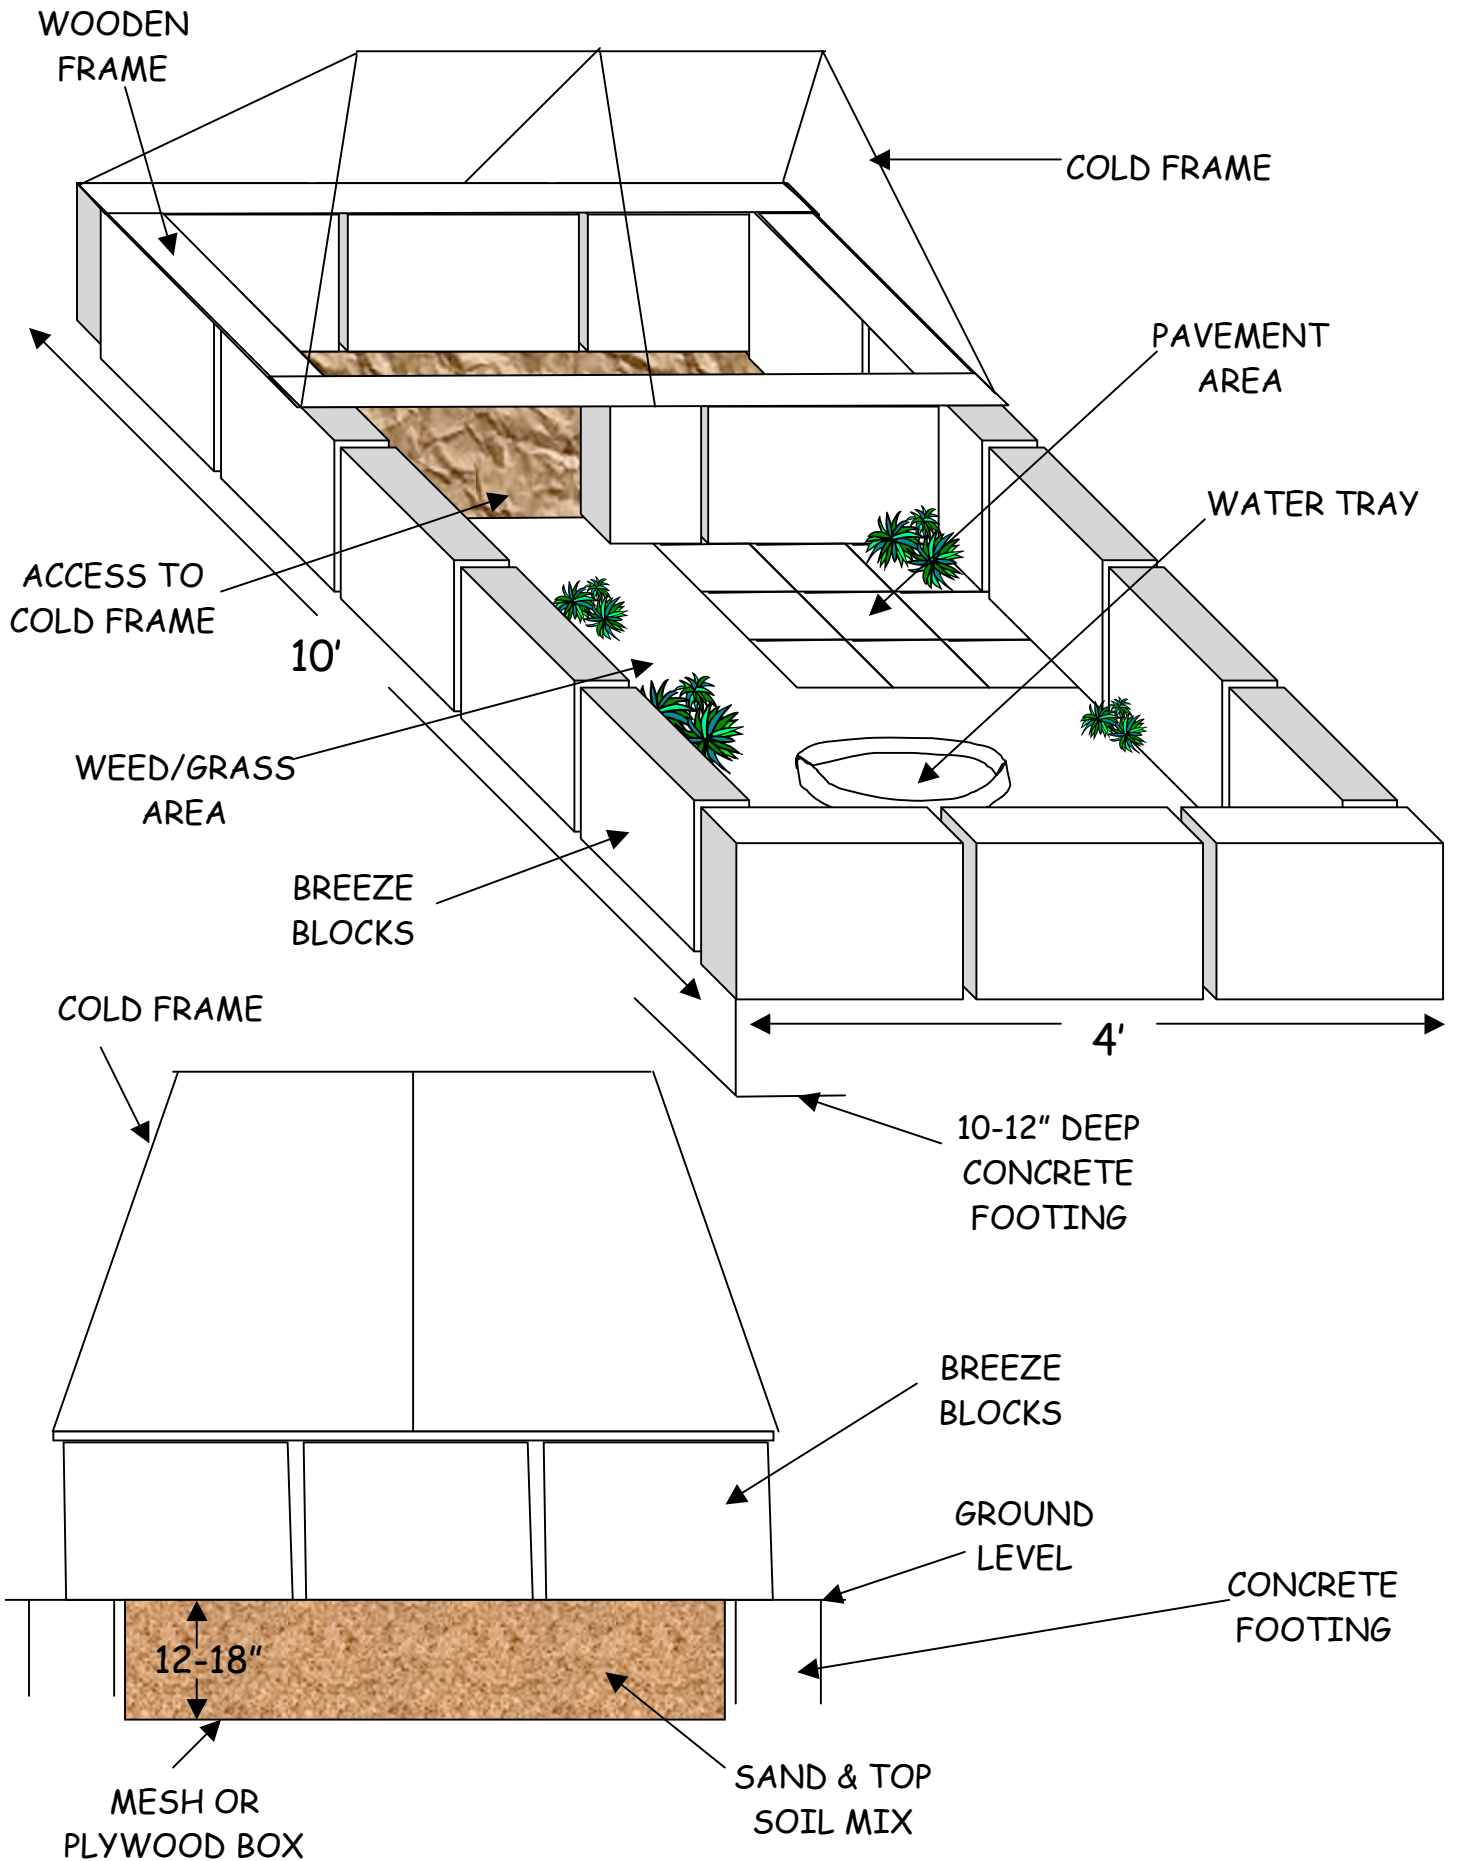 WOODEN
FRAME
COLD FRAME
PAVEMENT
AREA
WATER TRAY
ACCESS TO
COLD FRAME
10′
WEED/GRASS
AREA
BREEZE
BLOCKS
COLD FRAME
4′
10-12″ DEEP
CONCRETE
FOOTING
BREEZE
BLOCKS
GROUND
LEVEL
CONCRETE
FOOTING
12-18″
SAND & TOP
SOIL MIX
MESH OR
PLYWOOD BOX